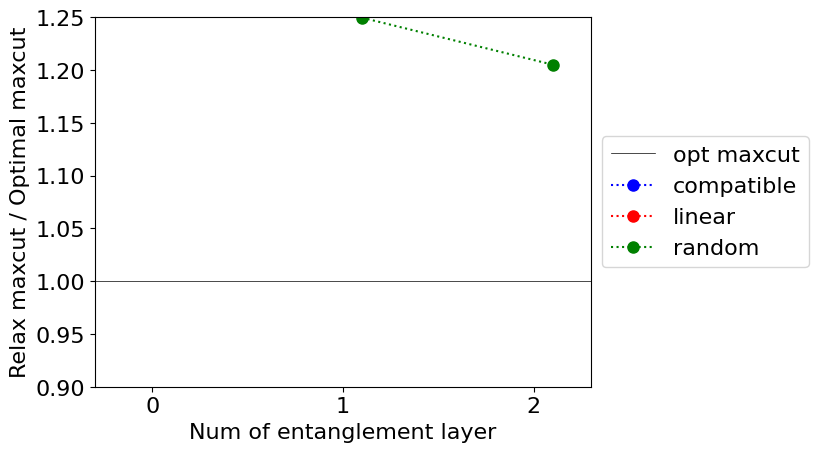 Relax maxcut / Optimal maxcut
1.25
1.20
1.15
1.10
1.05
1.00
0.95
0.90
0 1 2
Num of entanglement layer
opt maxcut
compatible
linear
random